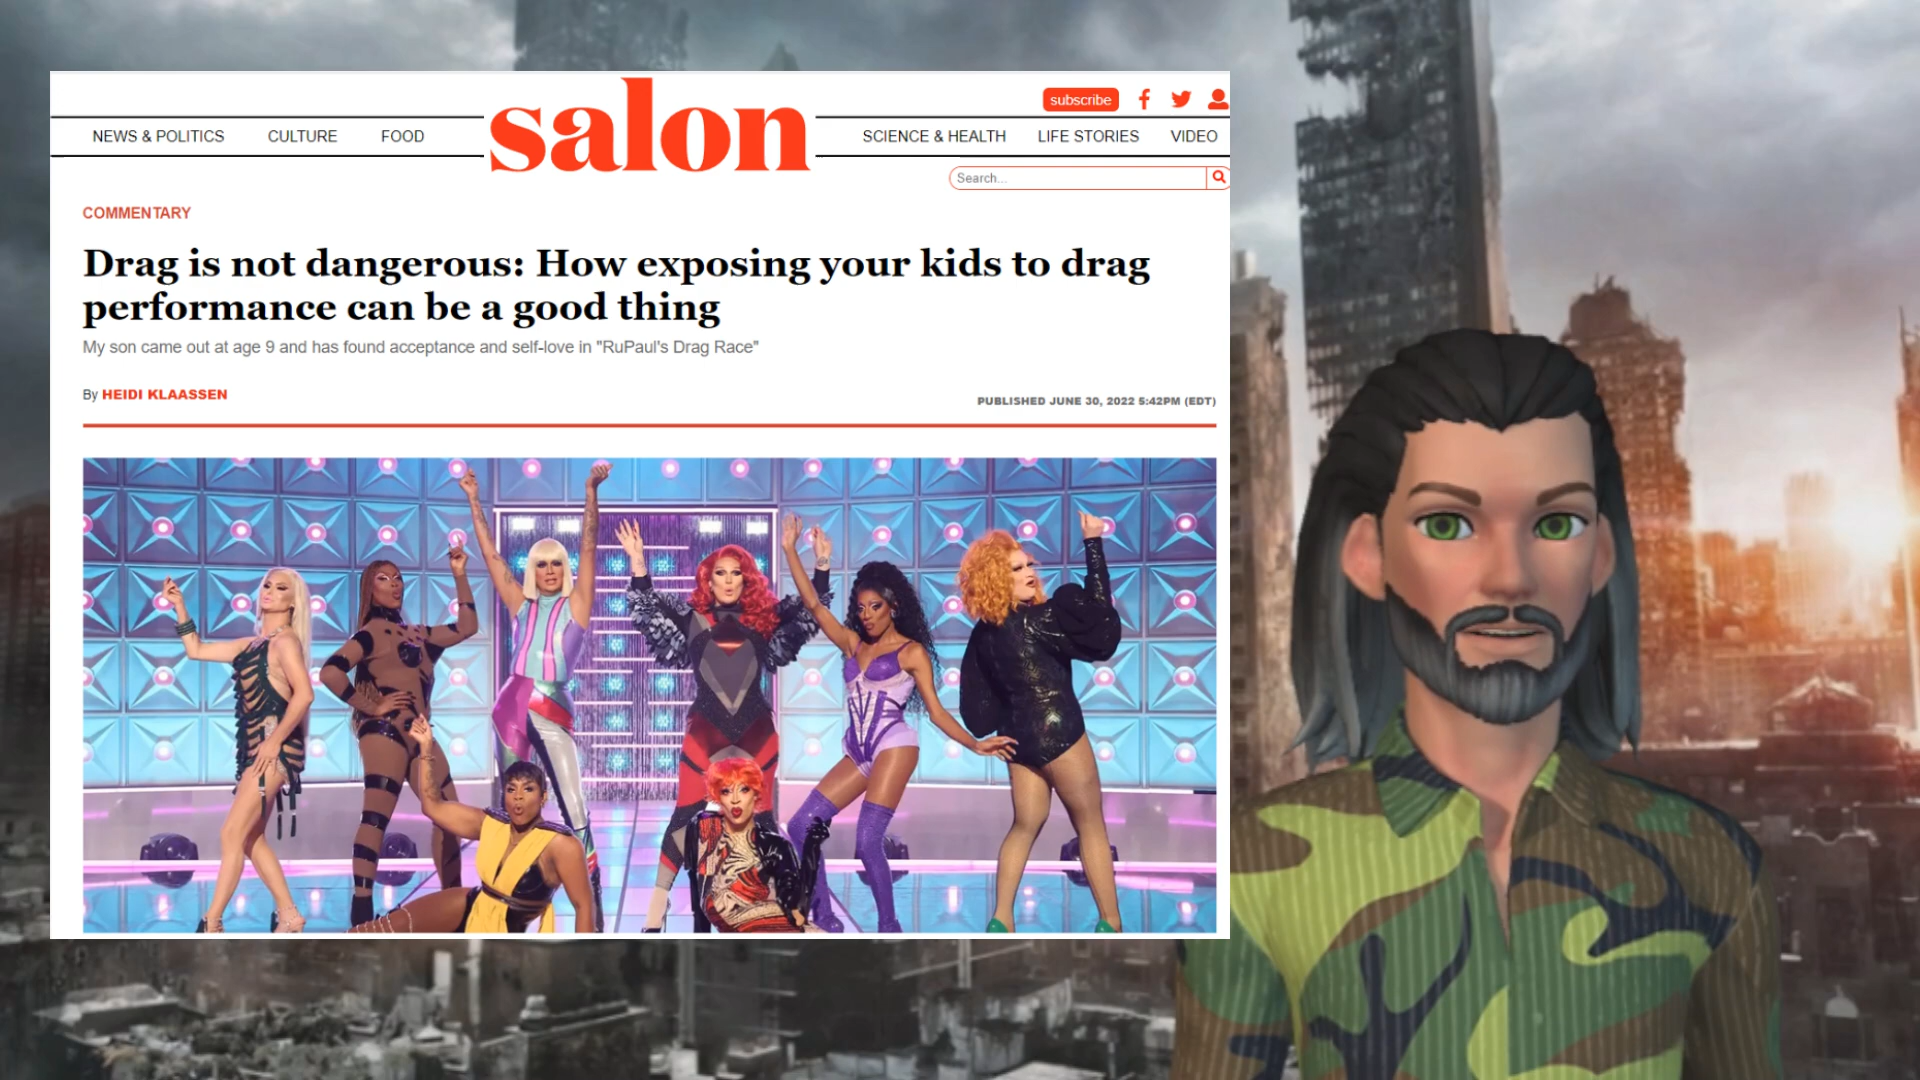 salon
subscribe
NEWS & POLITICS CULTURE FOOD SCIENCE & HEALTH LIFE STORIES VIDEO
Search...
COMMENTARY
Drag is not dangerous: How exposing your kids to drag
performance can be a good thing
My son came out at age 9 and has found acceptance and self-love in "RuPaul's Drag Race"
By HEIDI KLAASSEN
PUBLISHED JUNE 30, 2022 5:42PM (EDT)